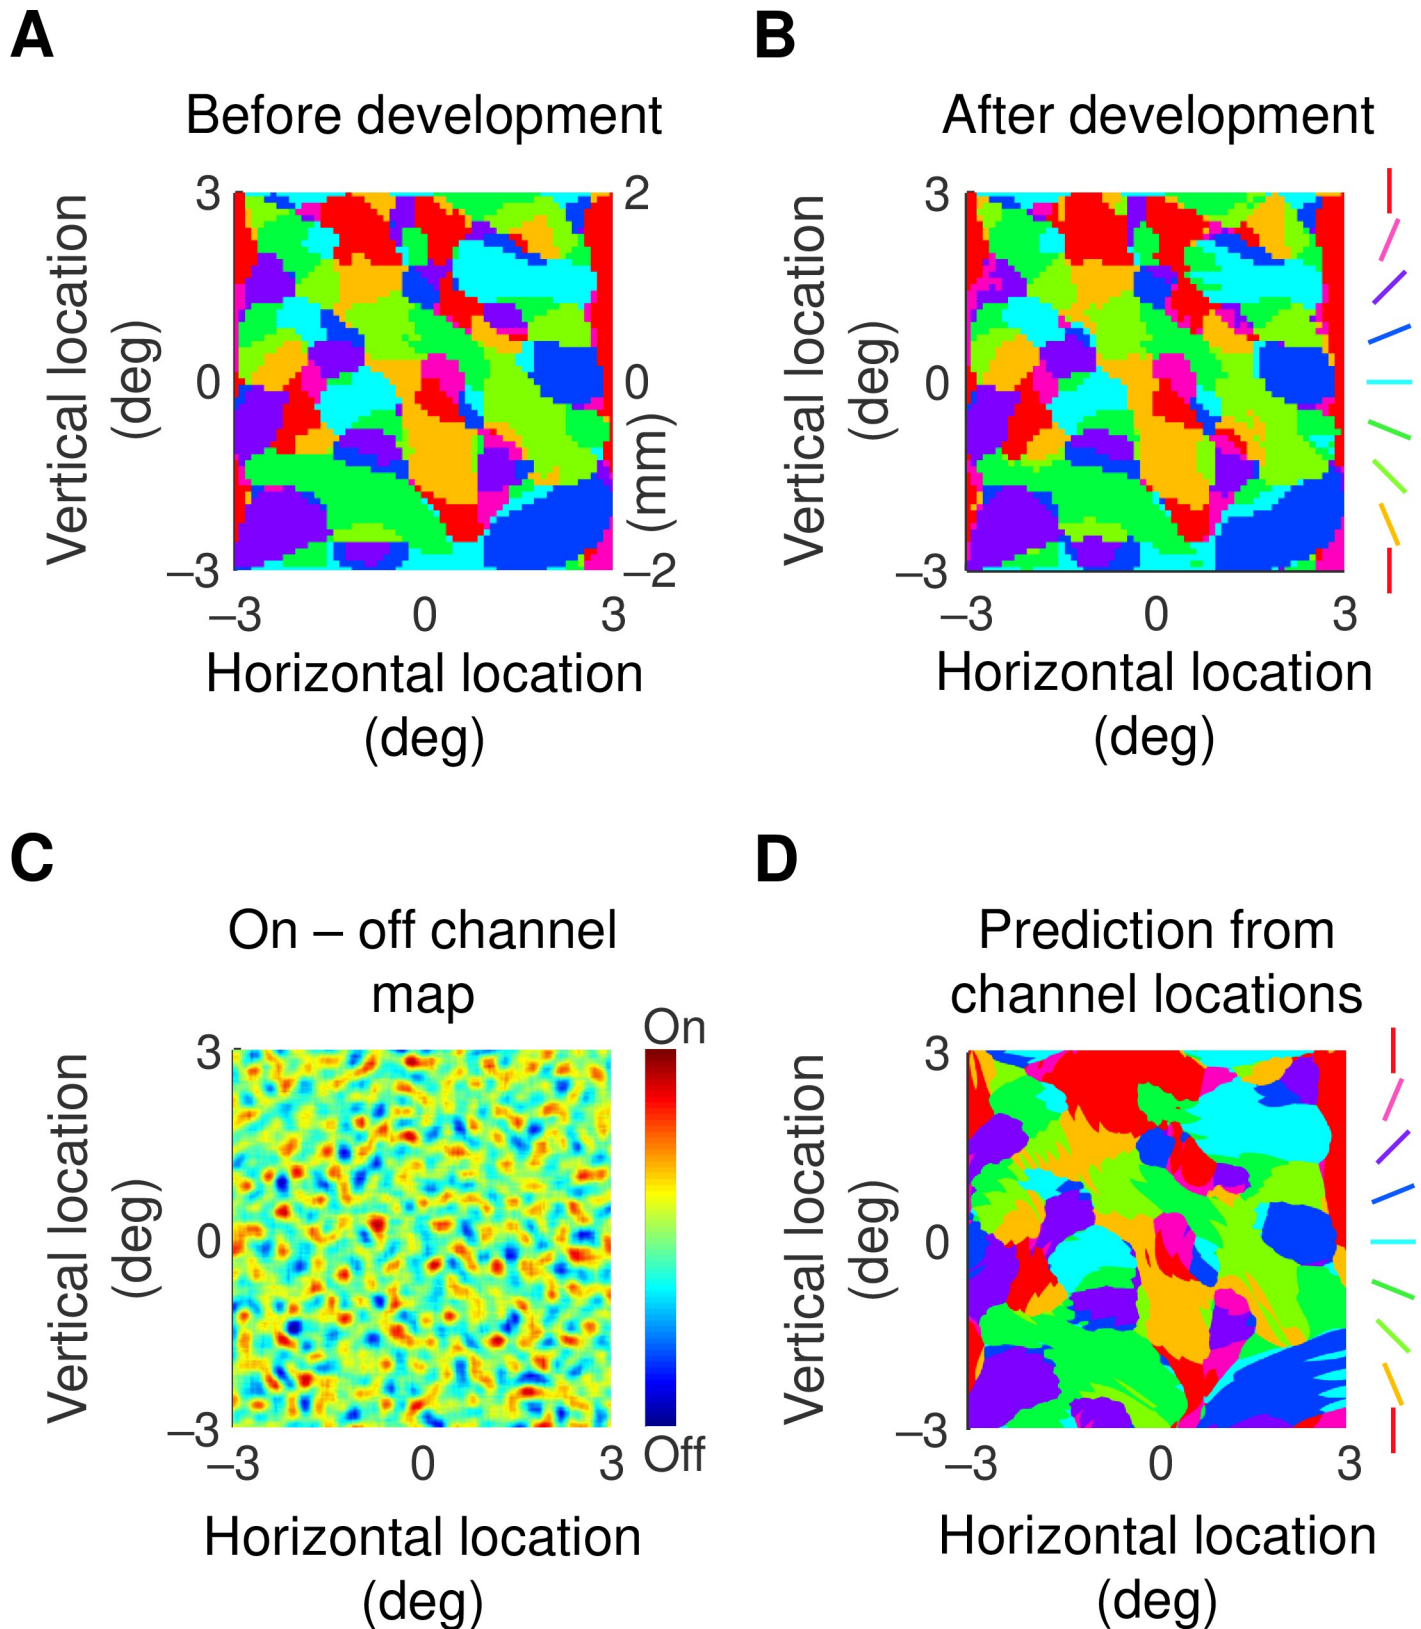 A
B
Before development
After development
Vertical location
(deg)
3
0
–3
2
0
–2
(mm)
–3 0 3
Horizontal location
(deg)
Vertical location
(deg)
3
0
–3
–3 0 3
Horizontal location
(deg)
C
D
On – off channel
map
Prediction from
channel locations
Vertical location
(deg)
3
0
–3
On
Off
–3 0 3
Horizontal location
(deg)
Vertical location
(deg)
3
0
–3
–3 0 3
Horizontal location
(deg)